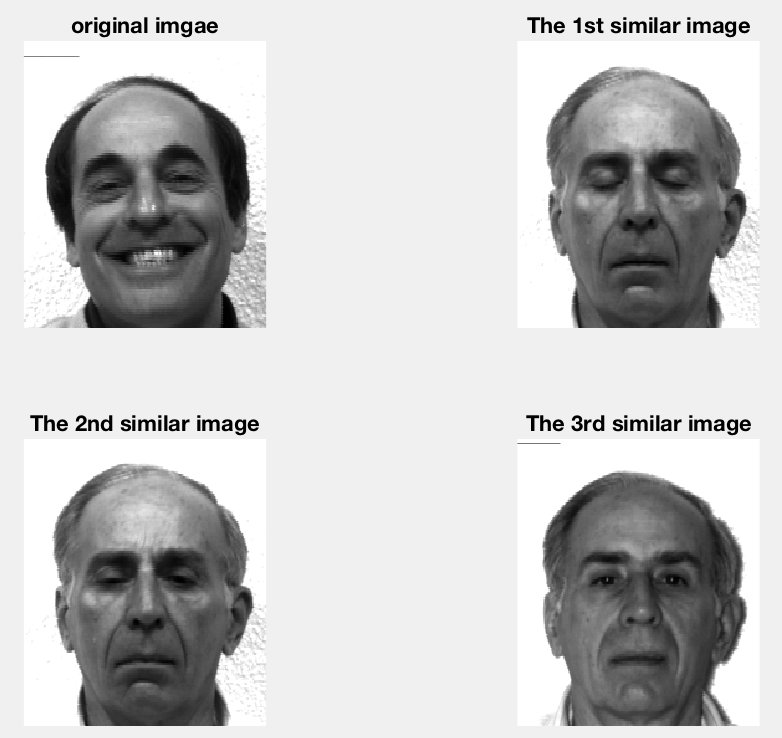 original imgae
The 1st similar image
The 2nd similar image
The 3rd similar image